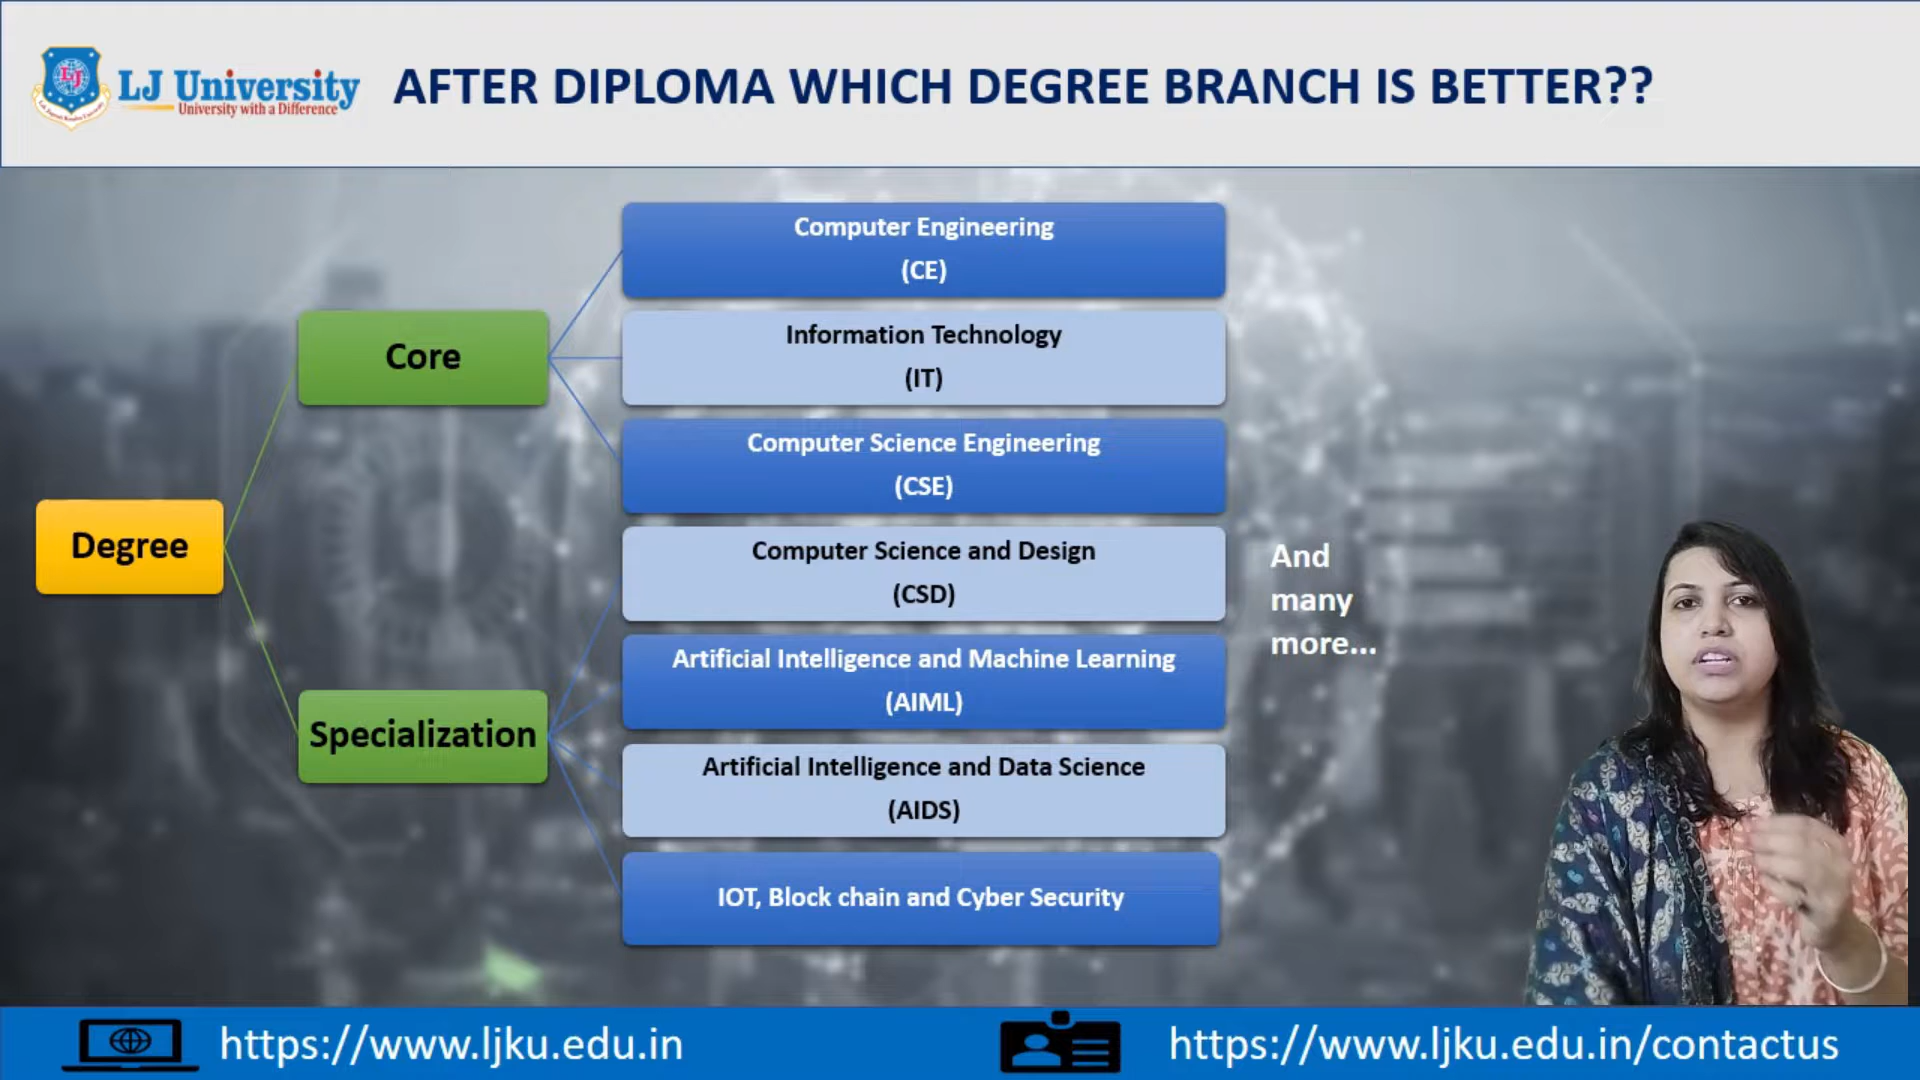 LJ
LJ University
University with a Difference
AFTER DIPLOMA WHICH DEGREE BRANCH IS BETTER??
Degree
Core
Specialization
Computer Engineering
(CE)
Information Technology
(IT)
Computer Science Engineering
(CSE)
Computer Science and Design
(CSD)
Artificial Intelligence and Machine Learning
(AIML)
Artificial Intelligence and Data Science
(AIDS)
IOT, Block chain and Cyber Security
And
many
more...
https://www.ljku.edu.in
https://www.ljku.edu.in/contactus